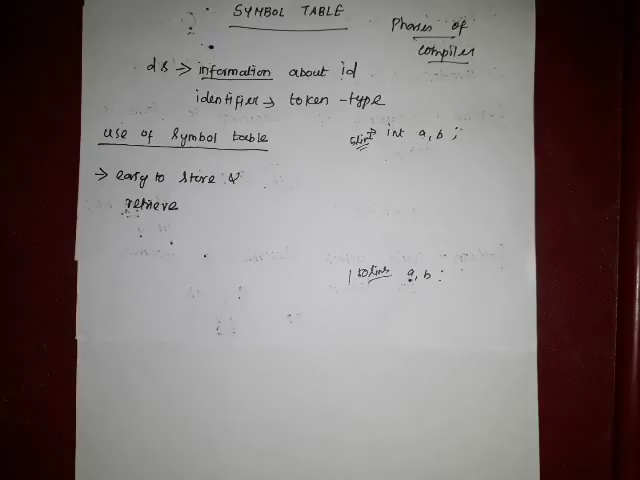 SYMBOL TABLE
Phases of
compiler
ds → information about id
identifier → token - type
use of Symbol table
int a, b ;
→ easy to store &
retrieve
a, b ;